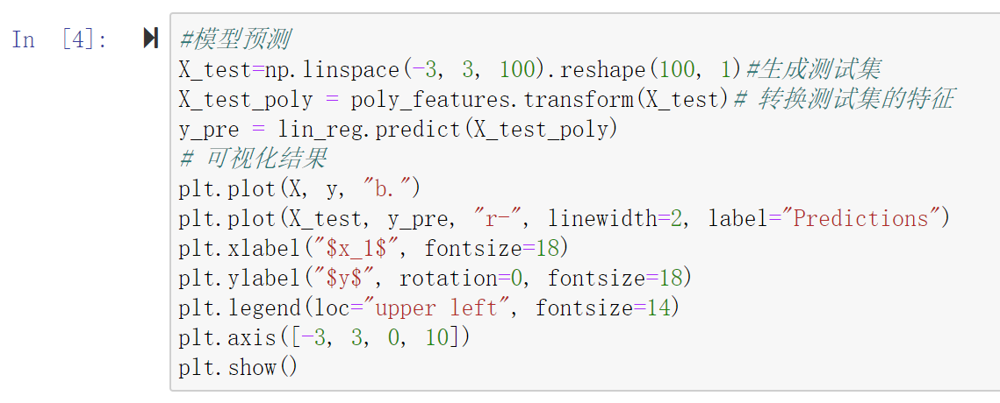 In [4]:
#模型预测
X_test=np.linspace(-3, 3, 100).reshape(100, 1)#生成测试集
X_test_poly = poly_features.transform(X_test)# 转换测试集的特征
y_pre = lin_reg.predict(X_test_poly)
# 可视化结果
plt.plot(X, y, "b.")
plt.plot(X_test, y_pre, "r-", linewidth=2, label="Predictions")
plt.xlabel("$x_1$", fontsize=18)
plt.ylabel("$y$", rotation=0, fontsize=18)
plt.legend(loc="upper left", fontsize=14)
plt.axis([-3, 3, 0, 10])
plt.show()